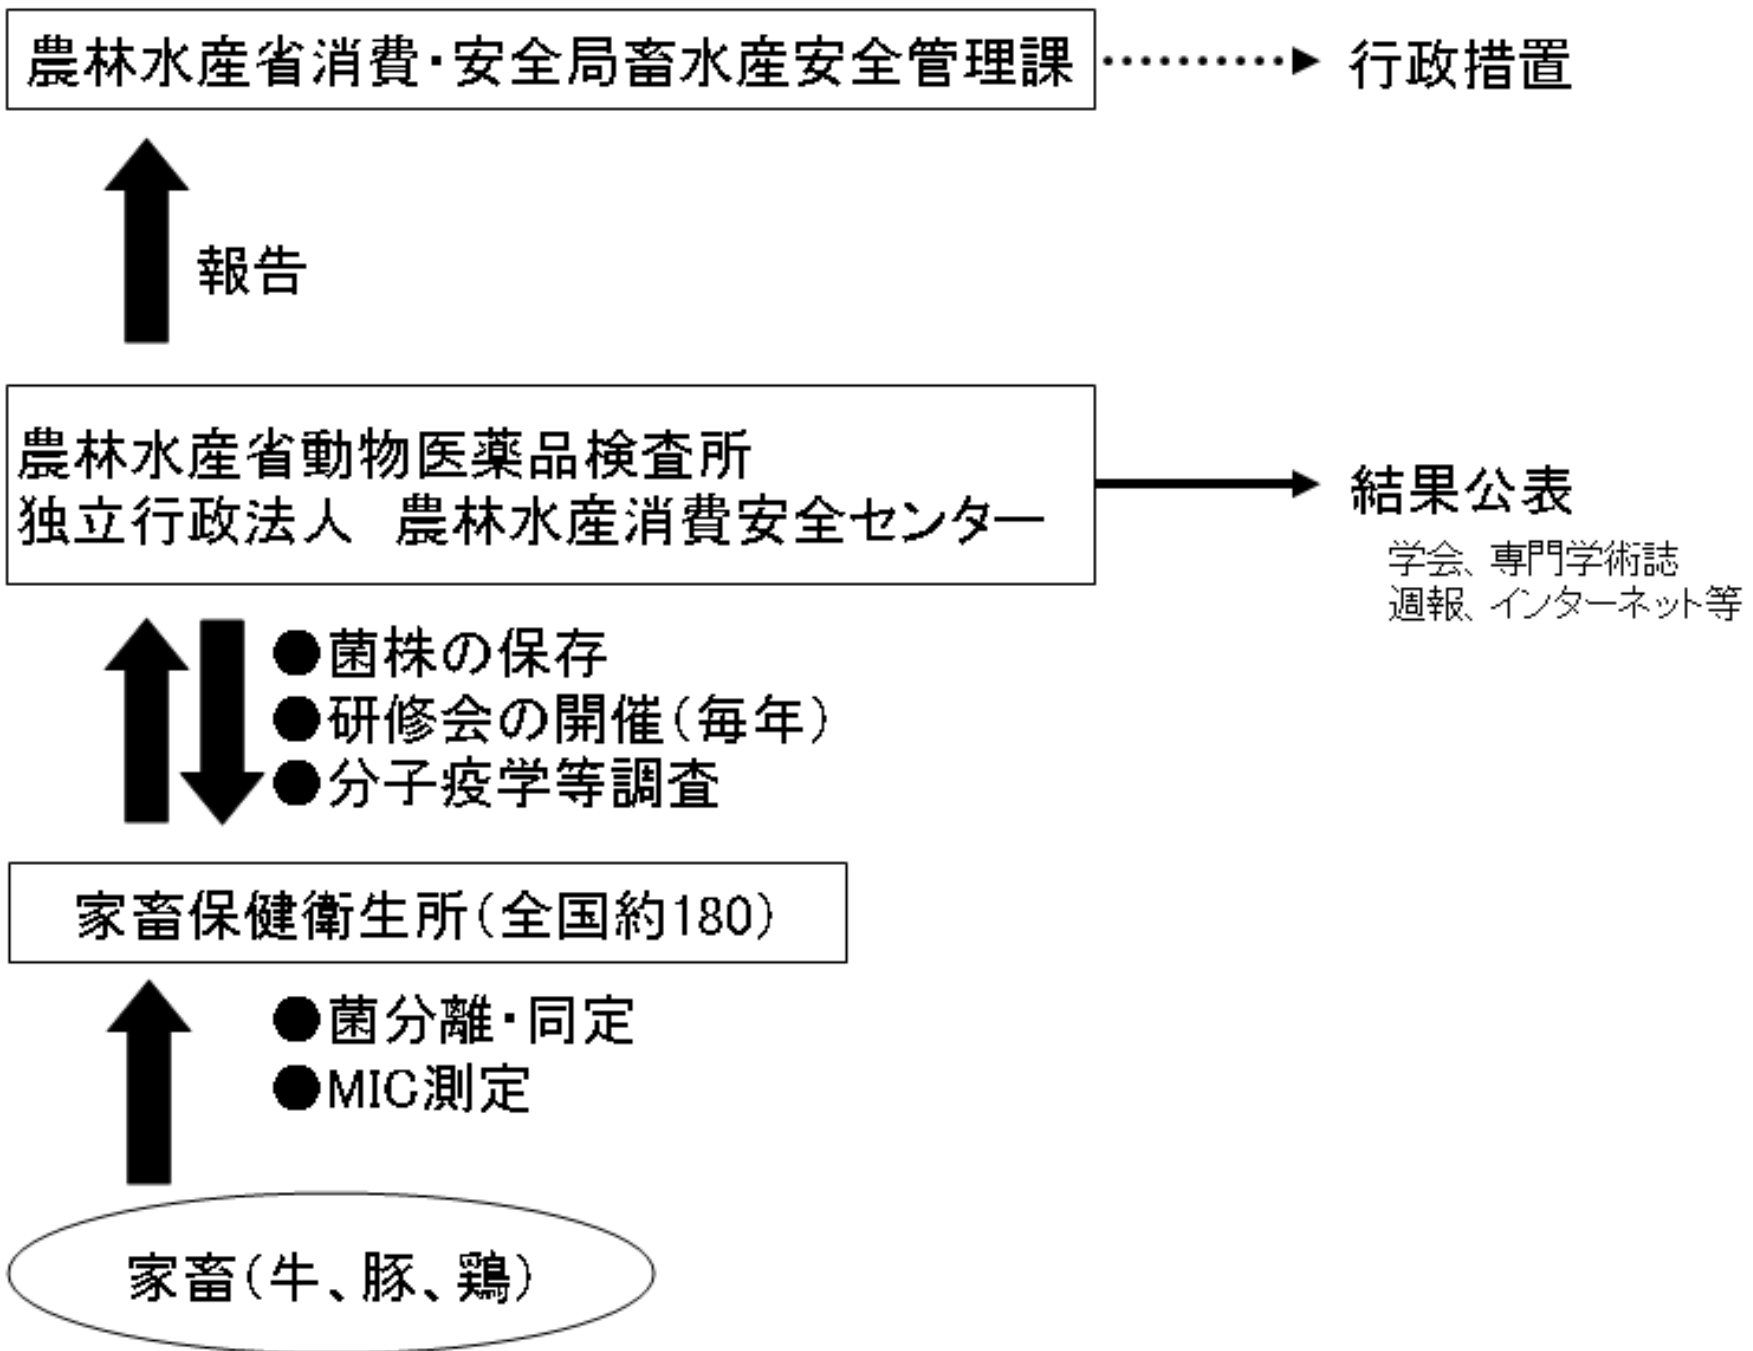 農林水産省消費・安全局畜水産安全管理課
行政措置
報告
農林水産省動物医薬品検査所
独立行政法人　農林水産消費安全センター
結果公表
学会、専門学術誌
週報、インターネット等
●菌株の保存
●研修会の開催（毎年）
●分子疫学等調査
家畜保健衛生所（全国約180）
●菌分離・同定
●MIC測定
家畜（牛、豚、鶏）